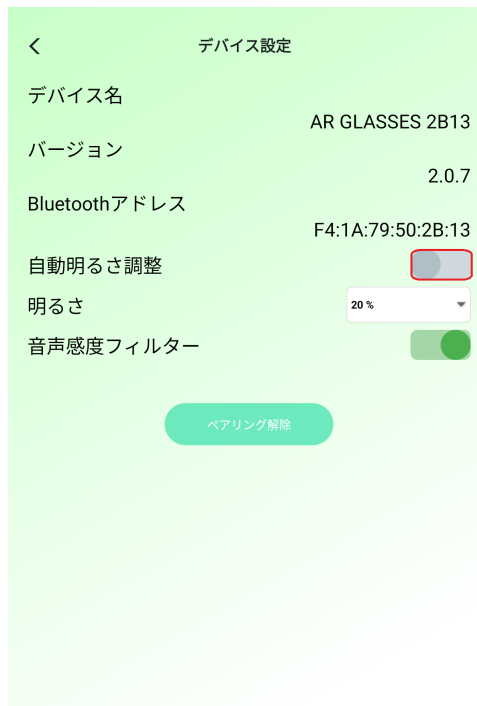 デバイス設定
デバイス名
AR GLASSES 2B13
バージョン
2.0.7
Bluetoothアドレス
F4:1A:79:50:2B:13
自動明るさ調整
明るさ
20 %
音声感度フィルター
ペアリング解除